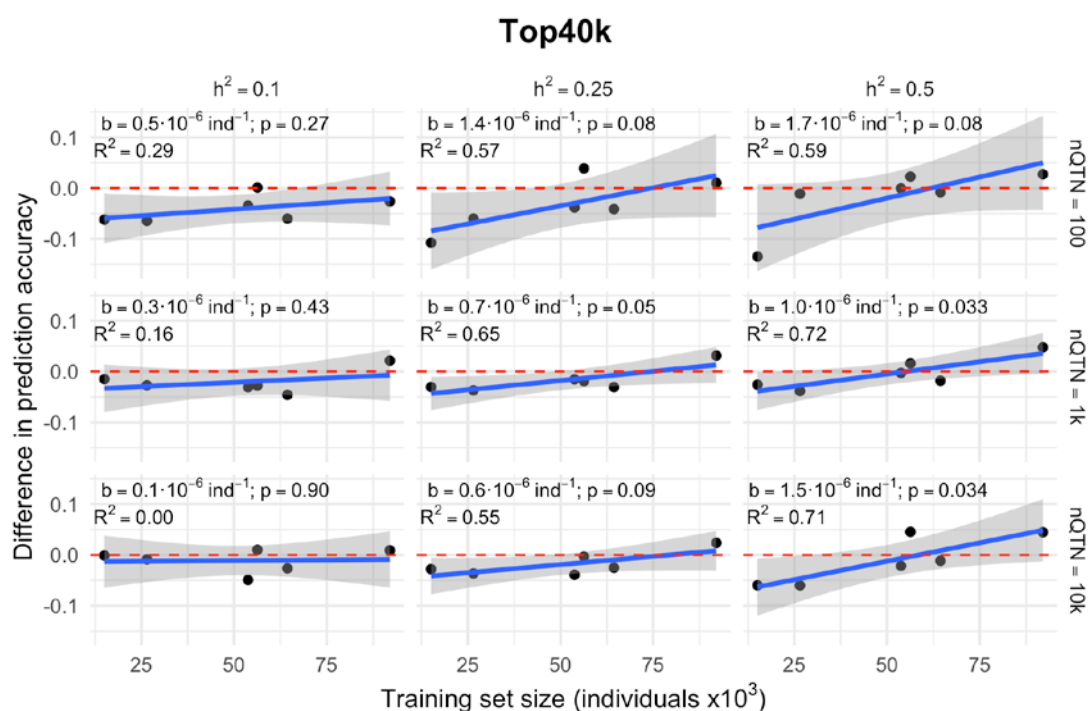 Top40k
h² = 0.1
h² = 0.25
h² = 0.5
b = 0.5·10⁻⁶ ind⁻¹; p = 0.27
R² = 0.29
b = 1.4·10⁻⁶ ind⁻¹; p = 0.08
R² = 0.57
b = 1.7·10⁻⁶ ind⁻¹; p = 0.08
R² = 0.59
0.1
0.0
-0.1
nQTN = 100
b = 0.3·10⁻⁶ ind⁻¹; p = 0.43
R² = 0.16
b = 0.7·10⁻⁶ ind⁻¹; p = 0.05
R² = 0.65
b = 1.0·10⁻⁶ ind⁻¹; p = 0.033
R² = 0.72
0.1
0.0
-0.1
nQTN = 1k
b = 0.1·10⁻⁶ ind⁻¹; p = 0.90
R² = 0.00
b = 0.6·10⁻⁶ ind⁻¹; p = 0.09
R² = 0.55
b = 1.5·10⁻⁶ ind⁻¹; p = 0.034
R² = 0.71
0.1
0.0
-0.1
nQTN = 10k
Difference in prediction accuracy
25 50 75
25 50 75
25 50 75
Training set size (individuals x10³)